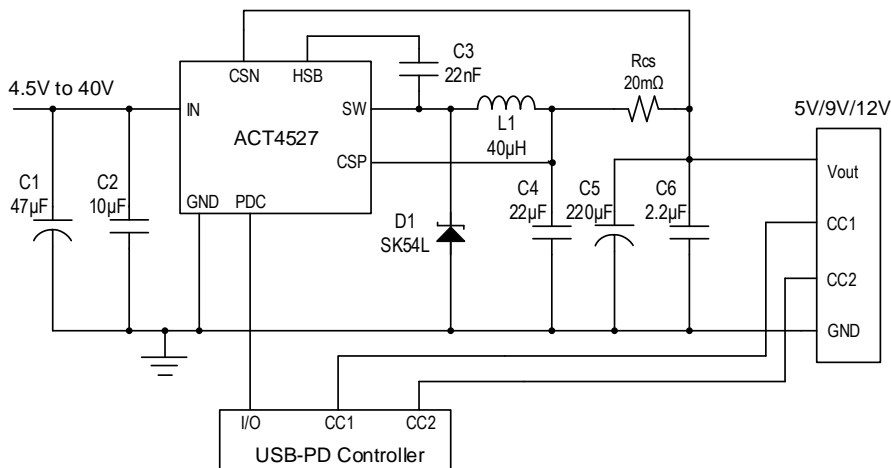 CSN
HSB
C3
22nF
Rcs
20mΩ
4.5V to 40V
IN
SW
5V/9V/12V
ACT4527
L1
40µH
CSP
Vout
C1
47µF
C2
10µF
GND
PDC
D1
SK54L
C4
22µF
C5
220µF
C6
2.2µF
CC1
CC2
GND
I/O
CC1
CC2
USB-PD Controller